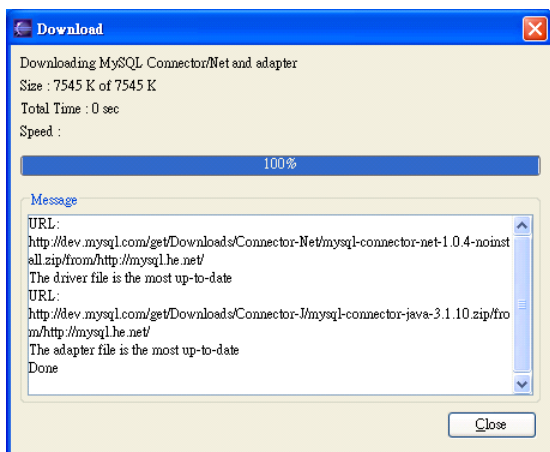 Download
Downloading MySQL Connector/Net and adapter
Size : 7545 K of 7545 K
Total Time : 0 sec
Speed :
100%
Message
URL:
http://dev.mysql.com/get/Downloads/Connector-Net/mysql-connector-net-1.0.4-noinst
all.zip/from/http://mysql.he.net/
The driver file is the most up-to-date
URL:
http://dev.mysql.com/get/Downloads/Connector-J/mysql-connector-java-3.1.10.zip/fro
m/http://mysql.he.net/
The adapter file is the most up-to-date
Done
Close